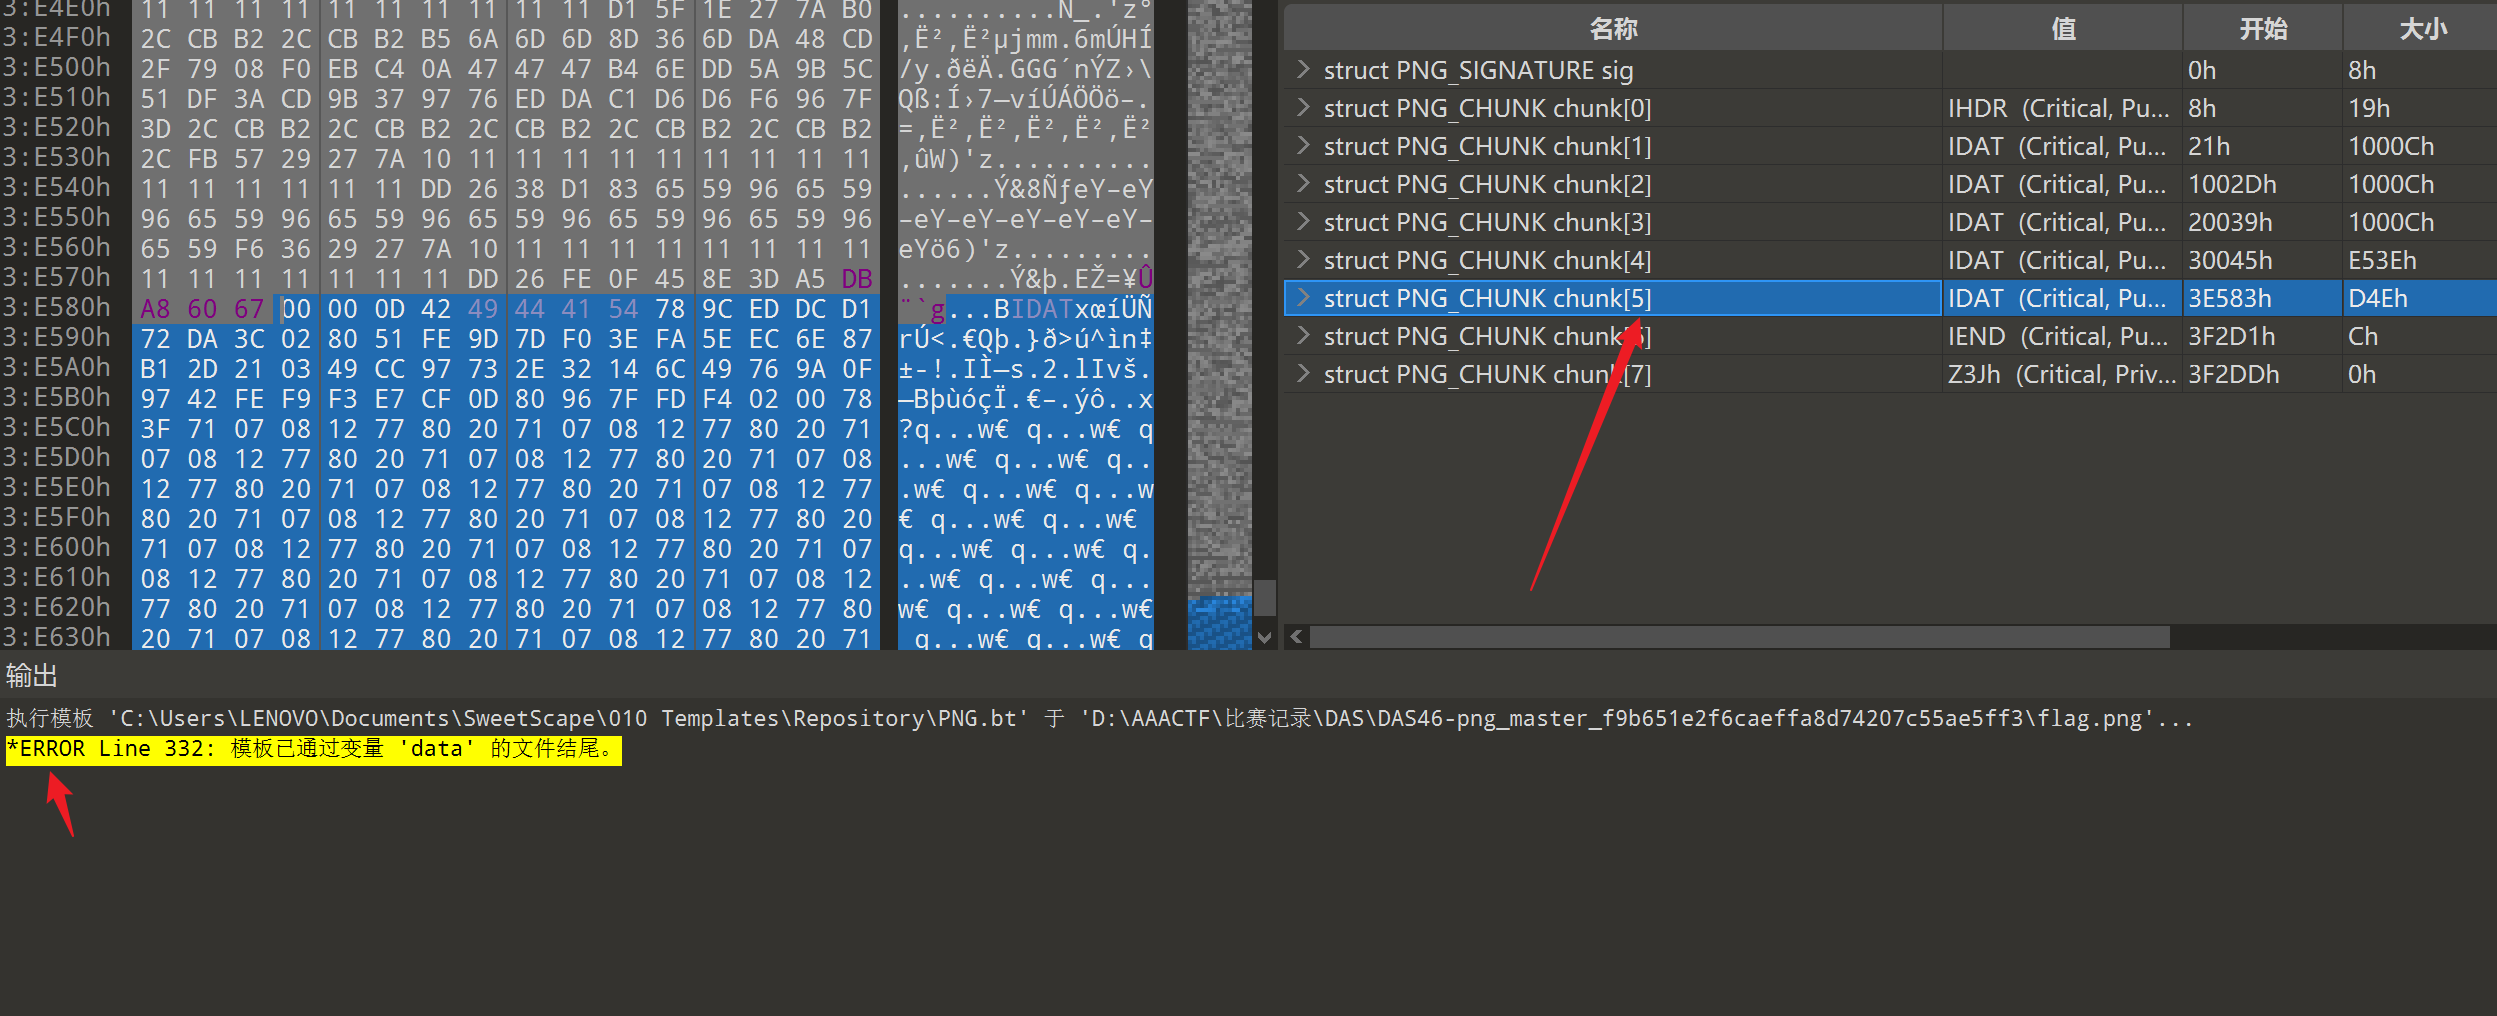 3:E4E0h 11 11 11 11 11 11 11 11 11 11 D1 5F 1E 27 7A B0 ..........Ñ_.'z°
3:E4F0h 2C CB B2 2C CB B2 B5 6A 6D 6D 8D 36 6D DA 48 CD ,Ë²,Ë²µjmm.6mÚHÍ
3:E500h 2F 79 08 F0 EB C4 0A 47 47 47 B4 6E DD 5A 9B 5C /y.ðëÄ.GGG´nÝZ›\
3:E510h 51 DF 3A CD 9B 37 97 76 ED DA C1 D6 D6 F6 96 7F Qß:Í›7—víÚÁÖÖö–.
3:E520h 3D 2C CB B2 2C CB B2 2C CB B2 2C CB B2 2C CB B2 =,Ë²,Ë²,Ë²,Ë²,Ë²
3:E530h 2C FB 57 29 27 7A 10 11 11 11 11 11 11 11 11 11 ,ûW)'z..........
3:E540h 11 11 11 11 11 11 DD 26 38 D1 83 65 59 96 65 59 ......Ý&8ÑƒeY–eY
3:E550h 96 65 59 96 65 59 96 65 59 96 65 59 96 65 59 96 –eY–eY–eY–eY–eY–
3:E560h 65 59 F6 36 29 27 7A 10 11 11 11 11 11 11 11 11 eYö6)'z.........
3:E570h 11 11 11 11 11 11 11 DD 26 FE 0F 45 8E 3D A5 DB .......Ý&þ.EŽ=¥Û
3:E580h A8 60 67 00 00 0D 42 49 44 41 54 78 9C ED DC D1 ¨`g...BIDATxœíÜÑ
3:E590h 72 DA 3C 02 80 51 FE 9D 7D F0 3E FA 5E EC 6E 87 rÚ<.€Qþ.}ð>ú^ìn‡
3:E5A0h B1 2D 21 03 49 CC 97 73 2E 32 14 6C 49 76 9A 0F ±-!.IÌ—s.2.lIvš.
3:E5B0h 97 42 FE F9 F3 E7 CF 0D 80 96 7F FD F4 02 00 78 —BþùóçÏ.€–.ýô..x
3:E5C0h 3F 71 07 08 12 77 80 20 71 07 08 12 77 80 20 71 ?q...w€ q...w€ q
3:E5D0h 07 08 12 77 80 20 71 07 08 12 77 80 20 71 07 08 ...w€ q...w€ q..
3:E5E0h 12 77 80 20 71 07 08 12 77 80 20 71 07 08 12 77 .w€ q...w€ q...w
3:E5F0h 80 20 71 07 08 12 77 80 20 71 07 08 12 77 80 20 € q...w€ q...w€
3:E600h 71 07 08 12 77 80 20 71 07 08 12 77 80 20 71 07 q...w€ q...w€ q.
3:E610h 08 12 77 80 20 71 07 08 12 77 80 20 71 07 08 12 ..w€ q...w€ q...
3:E620h 77 80 20 71 07 08 12 77 80 20 71 07 08 12 77 80 w€ q...w€ q...w€
3:E630h 20 71 07 08 12 77 80 20 71 07 08 12 77 80 20 71 q...w€ q...w€ q
名称 值 开始 大小
struct PNG_SIGNATURE sig 0h 8h
struct PNG_CHUNK chunk[0] IHDR (Critical, Pu... 8h 19h
struct PNG_CHUNK chunk[1] IDAT (Critical, Pu... 21h 1000Ch
struct PNG_CHUNK chunk[2] IDAT (Critical, Pu... 1002Dh 1000Ch
struct PNG_CHUNK chunk[3] IDAT (Critical, Pu... 20039h 1000Ch
struct PNG_CHUNK chunk[4] IDAT (Critical, Pu... 30045h E53Eh
struct PNG_CHUNK chunk[5] IDAT (Critical, Pu... 3E583h D4Eh
struct PNG_CHUNK chunk[6] IEND (Critical, Pu... 3F2D1h Ch
struct PNG_CHUNK chunk[7] Z3Jh (Critical, Priv... 3F2DDh 0h
输出
执行模板 'C:\Users\LENOVO\Documents\SweetScape\010 Templates\Repository\PNG.bt' 于 'D:\AAACTF\比赛记录\DAS\DAS46-png_master_f9b651e2f6caeffa8d74207c55ae5ff3\flag.png'...
*ERROR Line 332: 模板已通过变量 'data' 的文件结尾。